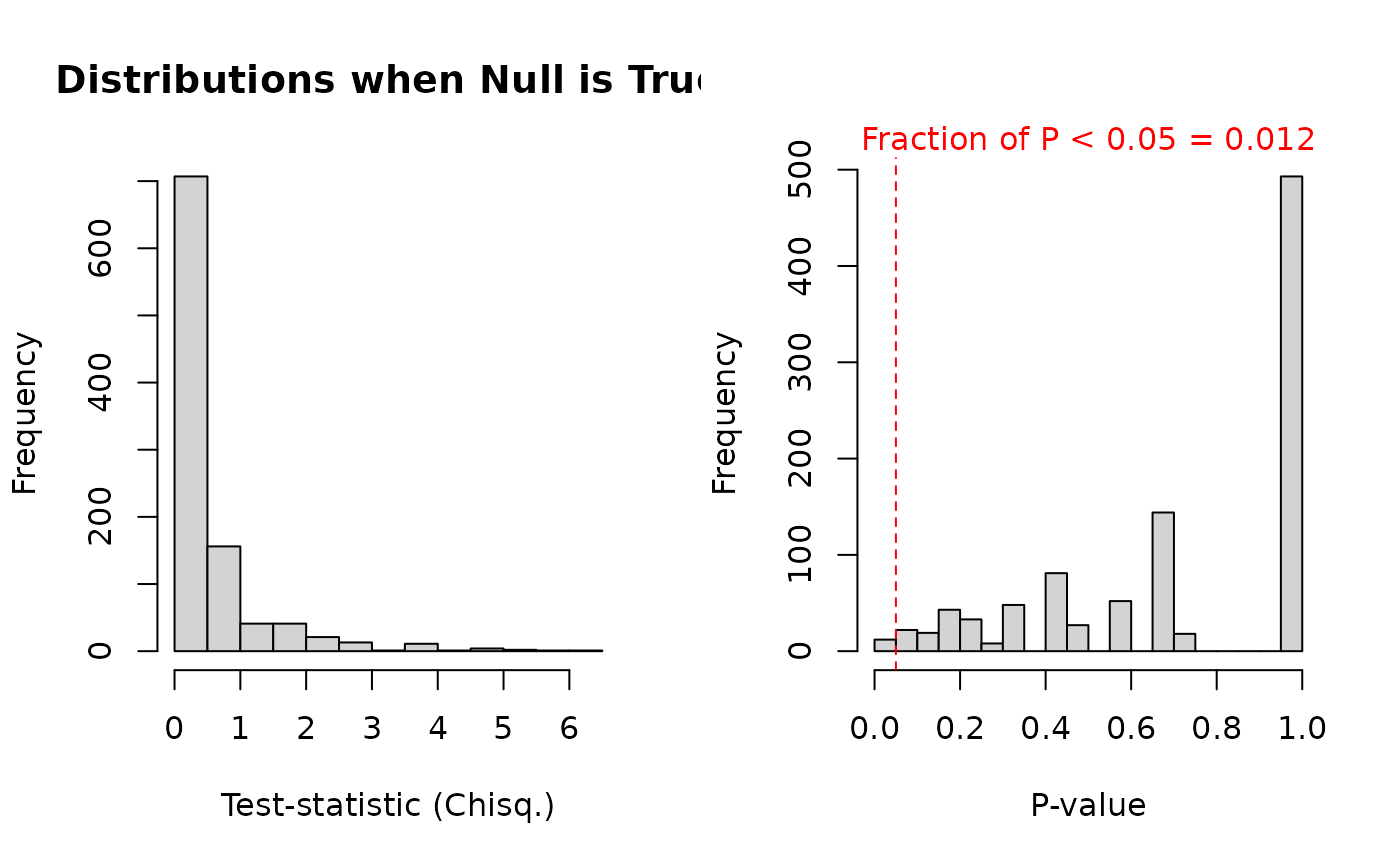 Distributions when Null is Tru
Frequency
0
200
400
600
0 1 2 3 4 5 6
Test-statistic (Chisq.)
Fraction of P < 0.05 = 0.012
Frequency
0
100
200
300
400
500
0.0 0.2 0.4 0.6 0.8 1.0
P-value